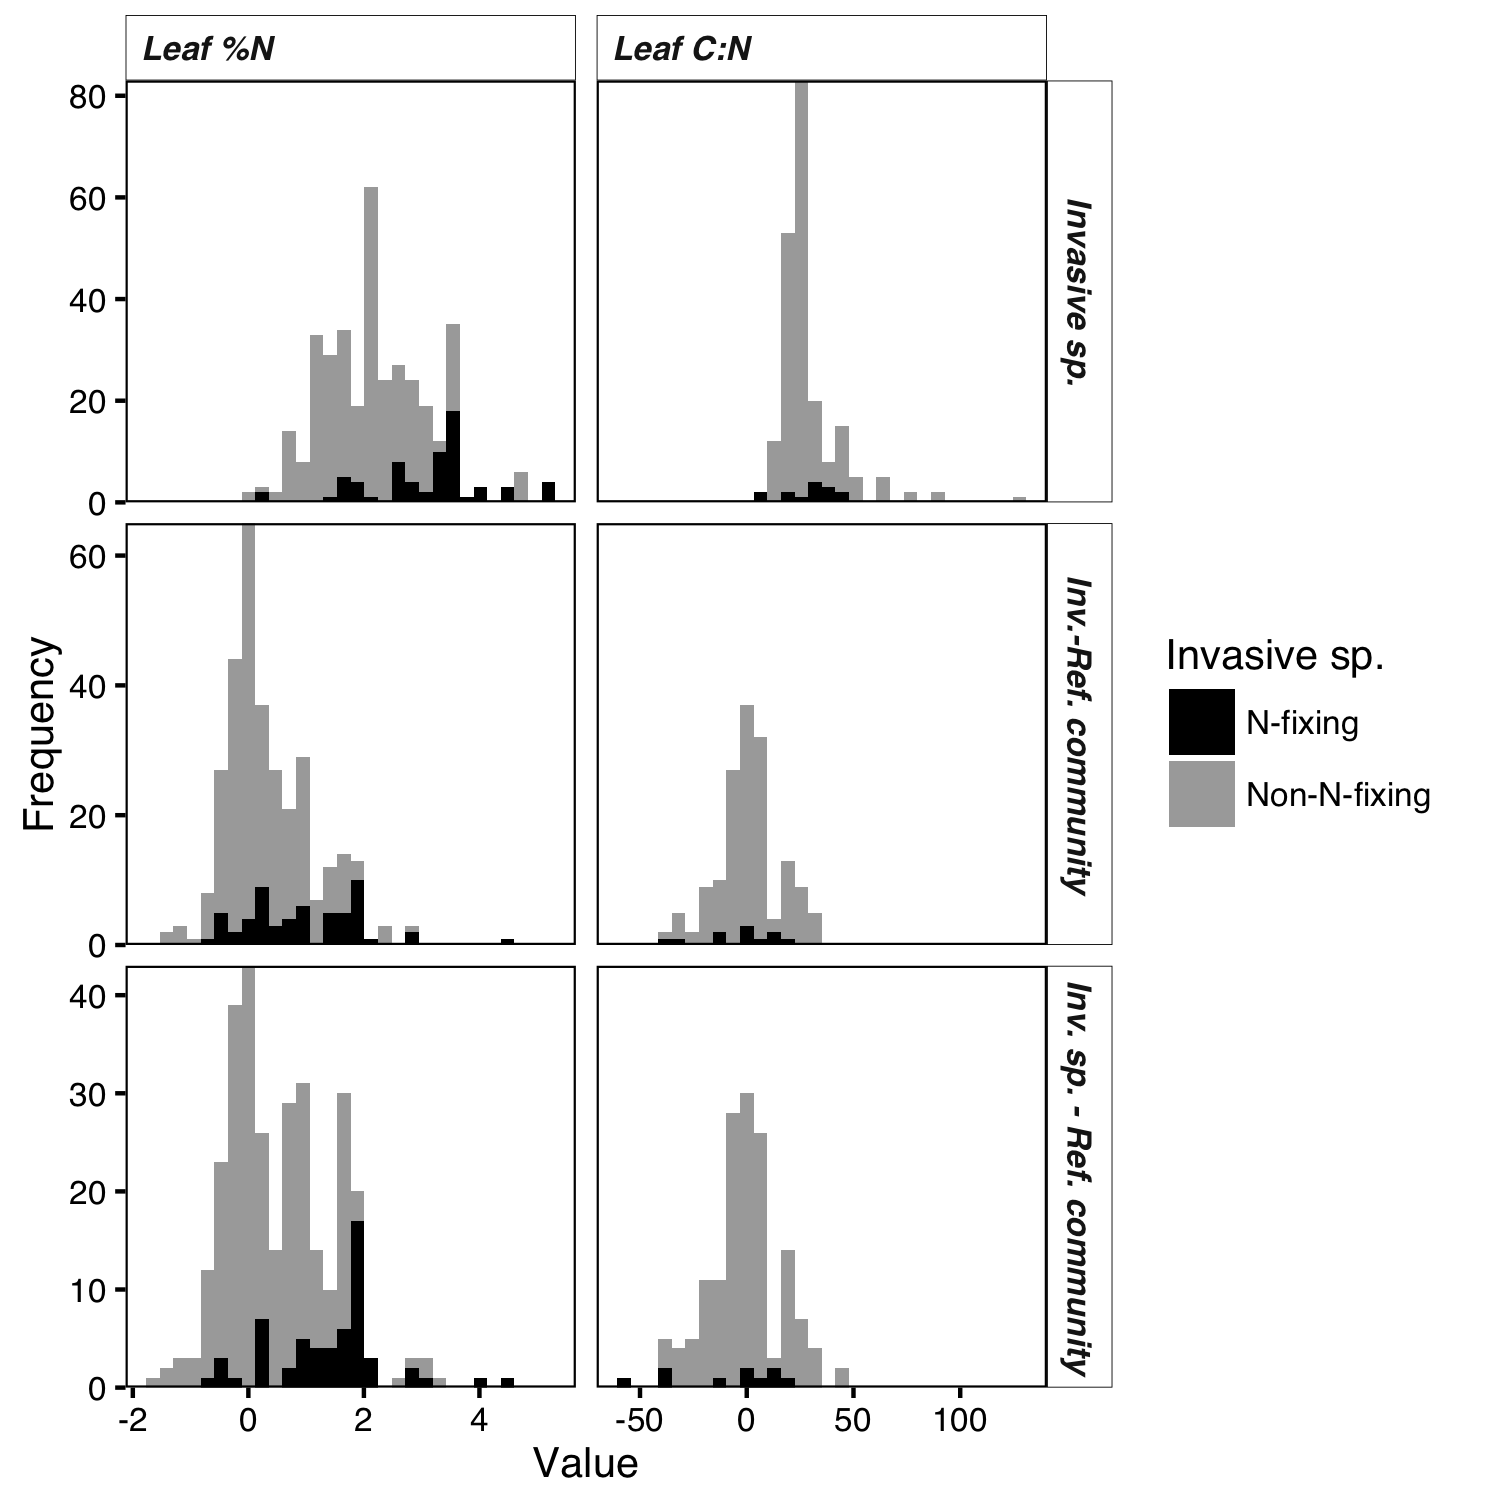 Leaf %N
Leaf C:N
80
60
40
20
0
Invasive sp.
60
40
20
0
Inv.-Ref. community
Frequency
Invasive sp.
N-fixing
Non-N-fixing
40
30
20
10
0
Inv. sp. - Ref. community
-2 0 2 4
-50 0 50 100
Value